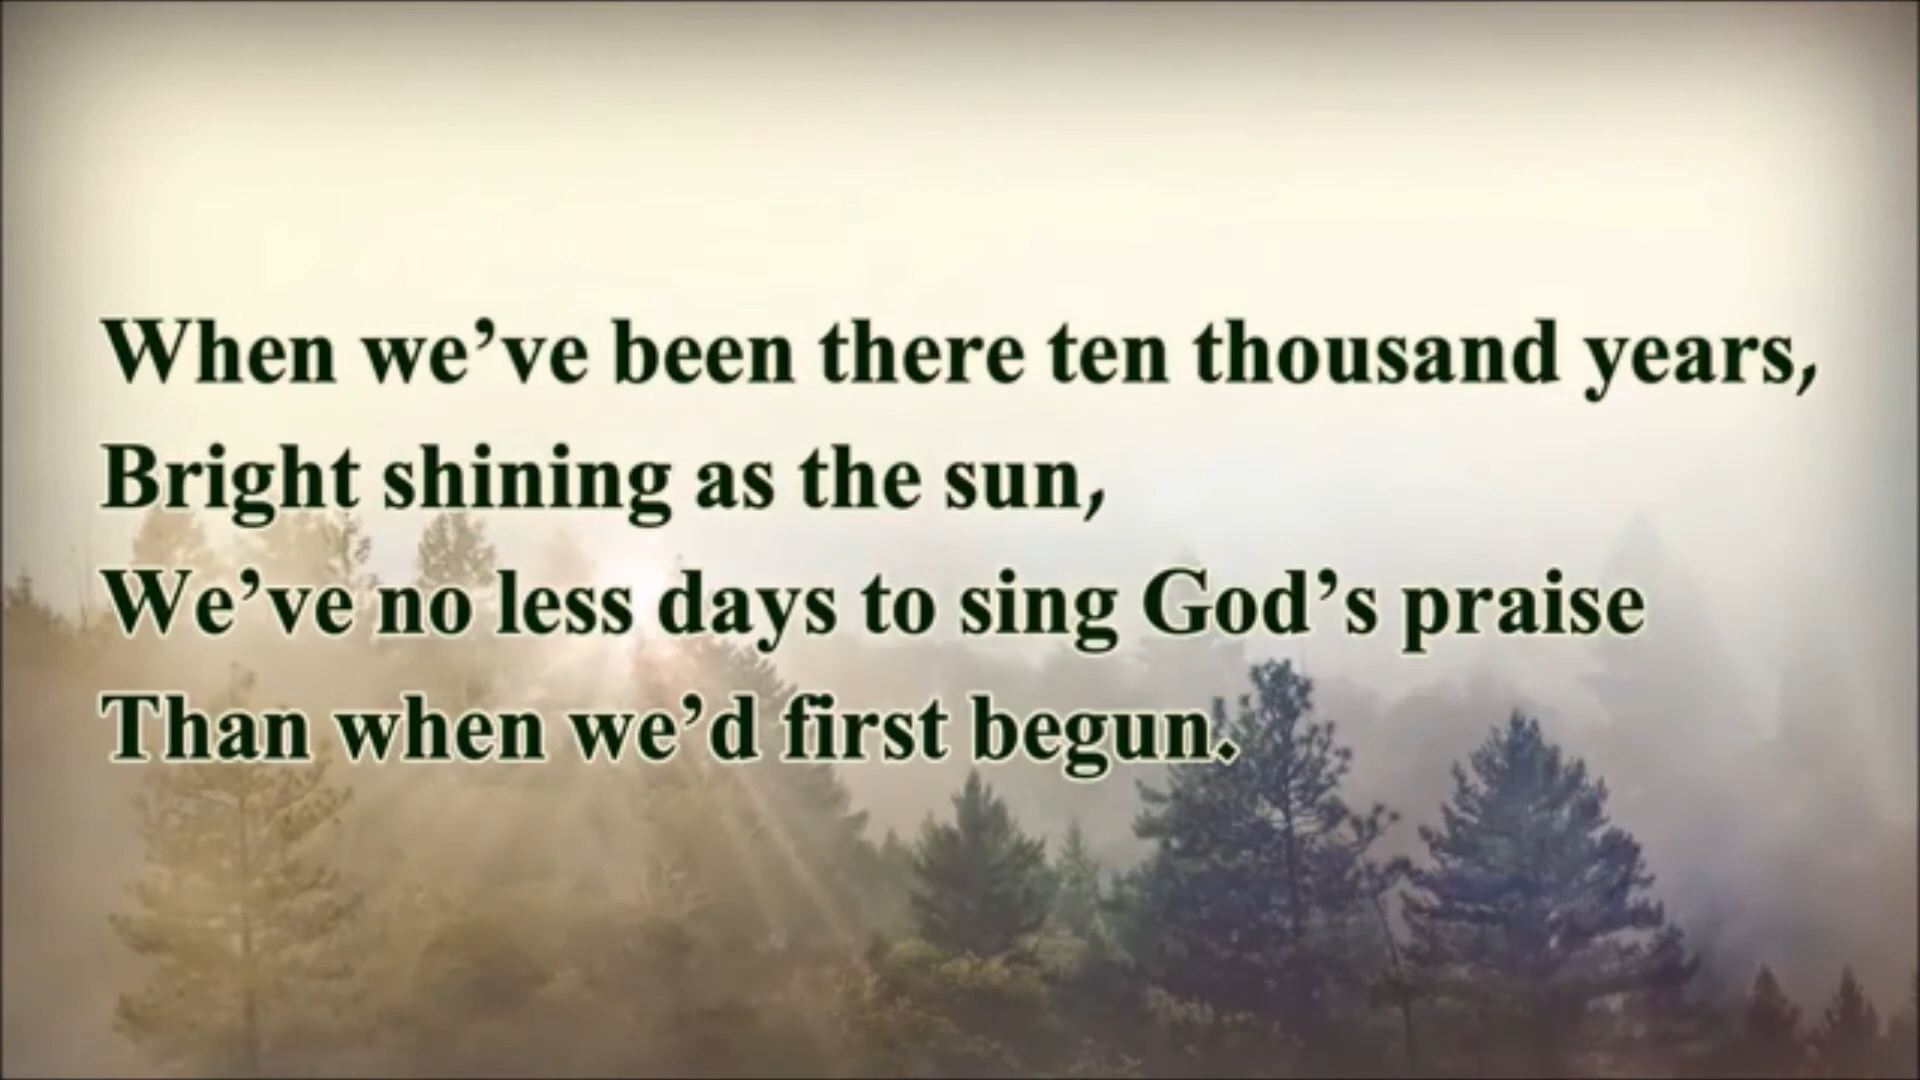 When we’ve been there ten thousand years,
Bright shining as the sun,
We’ve no less days to sing God’s praise
Than when we’d first begun.